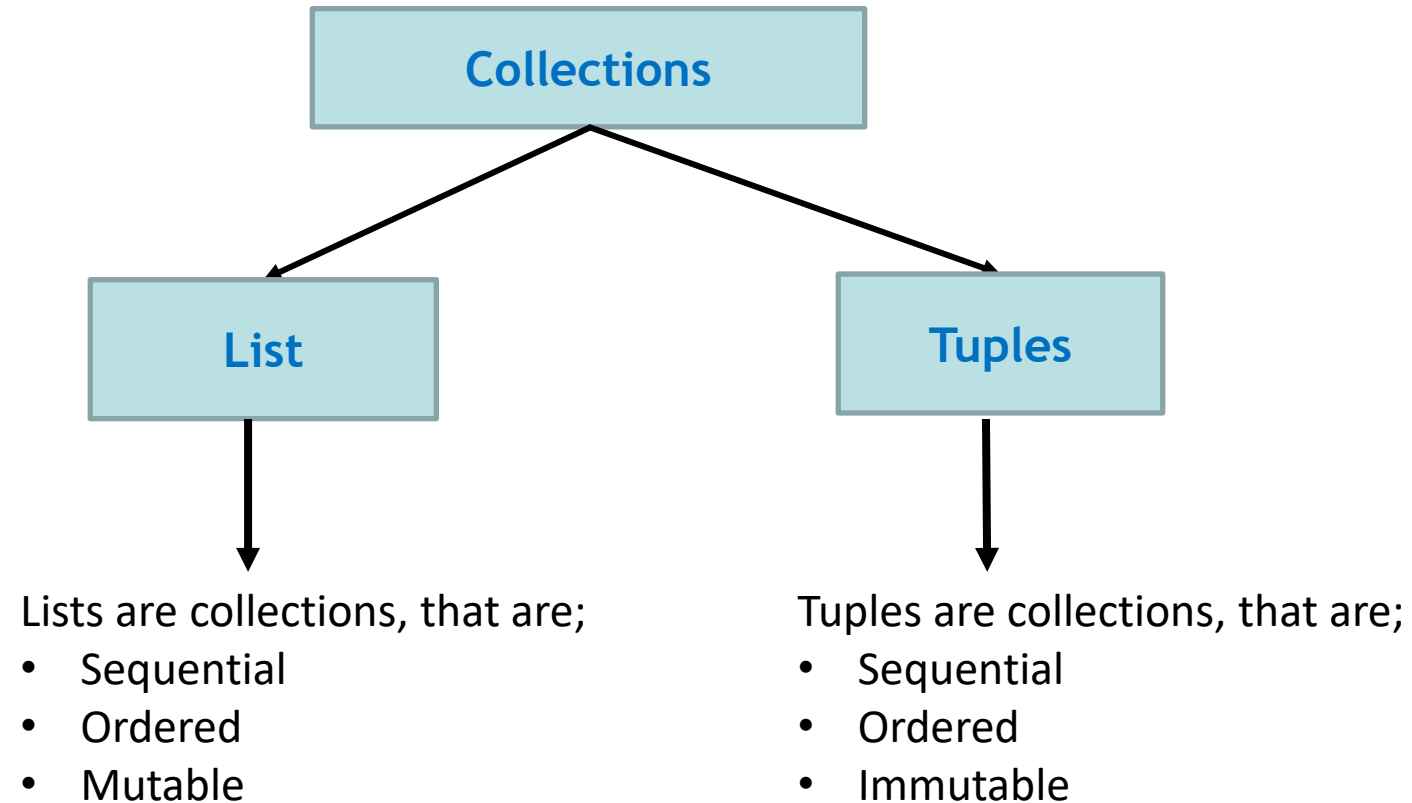 Collections
List
Tuples
Lists are collections, that are;
• Sequential
• Ordered
• Mutable
Tuples are collections, that are;
• Sequential
• Ordered
• Immutable